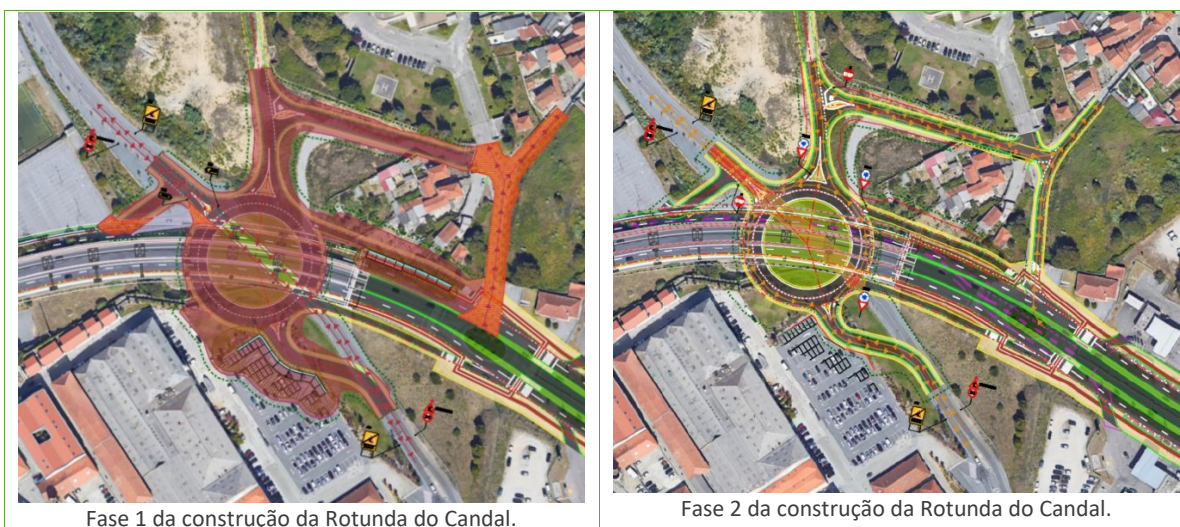 H
H
Fase 1 da construção da Rotunda do Candal.
Fase 2 da construção da Rotunda do Candal.